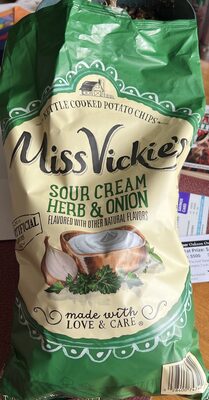 KETTLE COOKED POTATO CHIPS
Miss Vickie's
SOUR CREAM
HERB & ONION
FLAVORED WITH OTHER NATURAL FLAVORS
ARTIFICIAL
made with
LOVE & CARE®